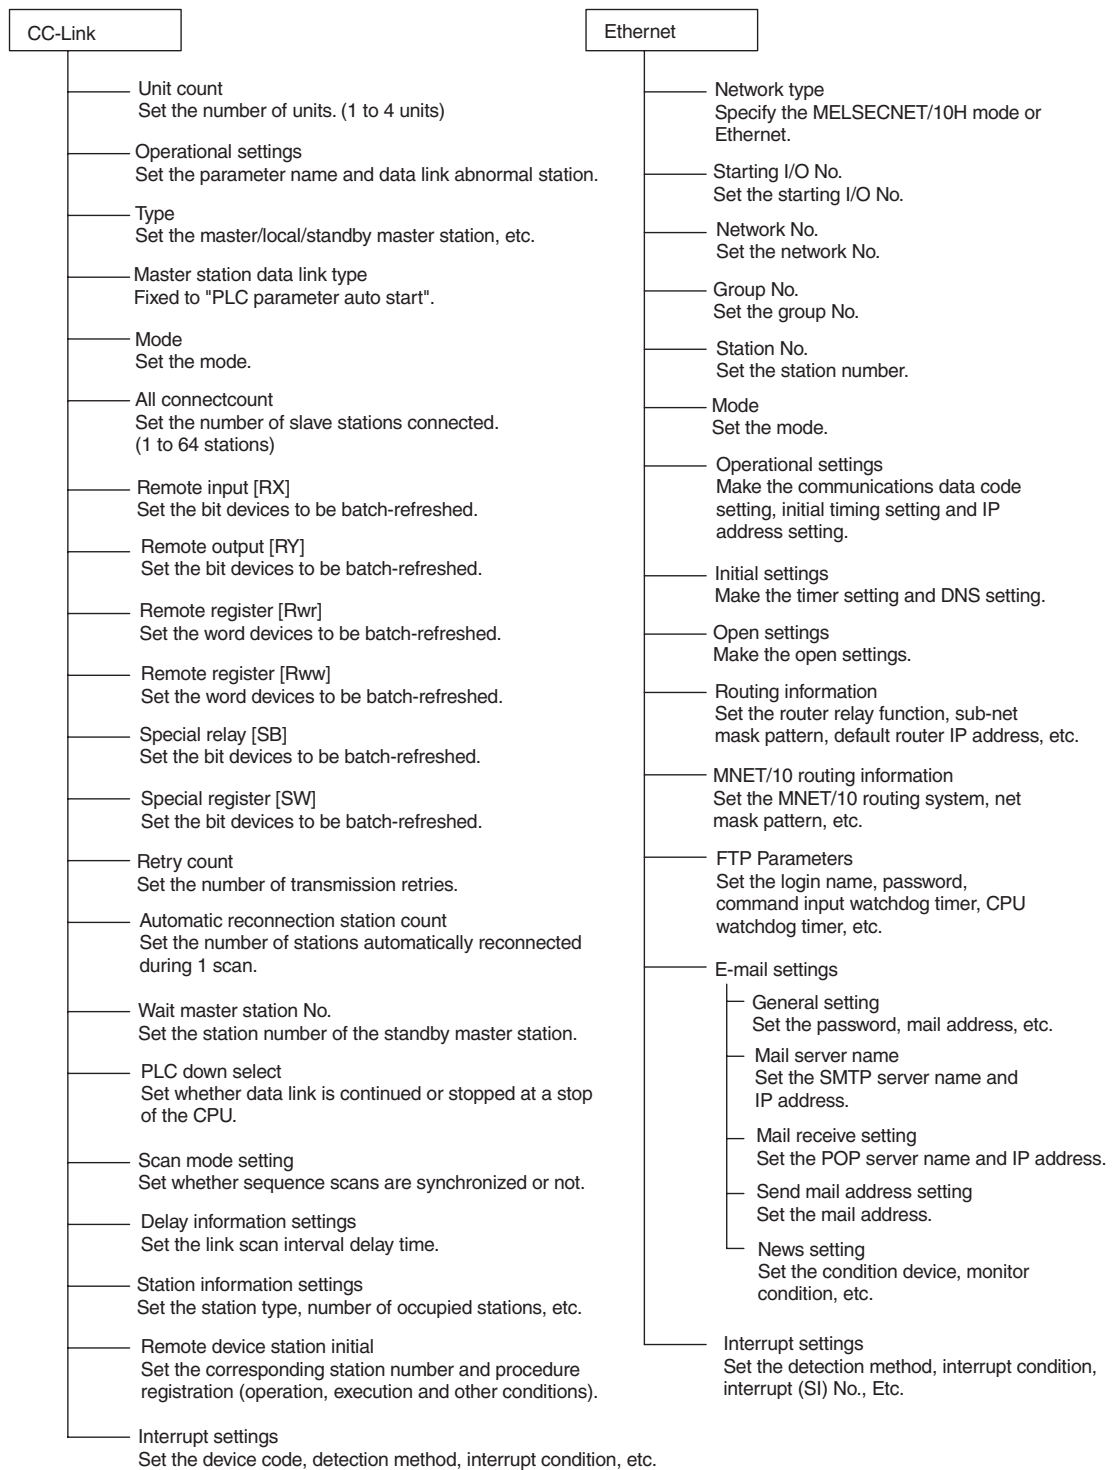 CC-Link
Unit count
Set the number of units. (1 to 4 units)
Operational settings
Set the parameter name and data link abnormal station.
Type
Set the master/local/standby master station, etc.
Master station data link type
Fixed to "PLC parameter auto start".
Mode
Set the mode.
All connectcount
Set the number of slave stations connected.
(1 to 64 stations)
Remote input [RX]
Set the bit devices to be batch-refreshed.
Remote output [RY]
Set the bit devices to be batch-refreshed.
Remote register [Rwr]
Set the word devices to be batch-refreshed.
Remote register [Rww]
Set the word devices to be batch-refreshed.
Special relay [SB]
Set the bit devices to be batch-refreshed.
Special register [SW]
Set the bit devices to be batch-refreshed.
Retry count
Set the number of transmission retries.
Automatic reconnection station count
Set the number of stations automatically reconnected
during 1 scan.
Wait master station No.
Set the station number of the standby master station.
PLC down select
Set whether data link is continued or stopped at a stop
of the CPU.
Scan mode setting
Set whether sequence scans are synchronized or not.
Delay information settings
Set the link scan interval delay time.
Station information settings
Set the station type, number of occupied stations, etc.
Remote device station initial
Set the corresponding station number and procedure
registration (operation, execution and other conditions).
Interrupt settings
Set the device code, detection method, interrupt condition, etc.
Ethernet
Network type
Specify the MELSECNET/10H mode or
Ethernet.
Starting I/O No.
Set the starting I/O No.
Network No.
Set the network No.
Group No.
Set the group No.
Station No.
Set the station number.
Mode
Set the mode.
Operational settings
Make the communications data code
setting, initial timing setting and IP
address setting.
Initial settings
Make the timer setting and DNS setting.
Open settings
Make the open settings.
Routing information
Set the router relay function, sub-net
mask pattern, default router IP address, etc.
MNET/10 routing information
Set the MNET/10 routing system, net
mask pattern, etc.
FTP Parameters
Set the login name, password,
command input watchdog timer, CPU
watchdog timer, etc.
E-mail settings
General setting
Set the password, mail address, etc.
Mail server name
Set the SMTP server name and
IP address.
Mail receive setting
Set the POP server name and IP address.
Send mail address setting
Set the mail address.
News setting
Set the condition device, monitor
condition, etc.
Interrupt settings
Set the detection method, interrupt condition,
interrupt (SI) No., Etc.